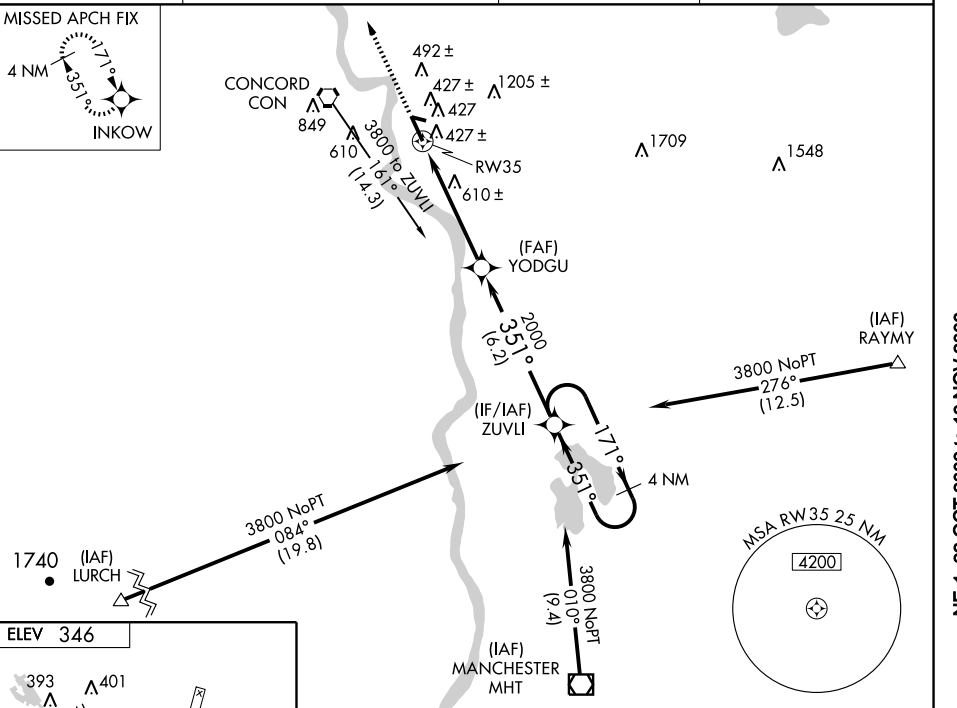 MISSED APCH FIX
4 NM
171°
351°
INKOW
CONCORD
CON
849
610
3800 to ZUVLI
161°
(14.3)
492 ±
427 ±
427
427 ±
1205 ±
RW35
610 ±
1709
1548
(FAF)
YODGU
2000
351°
(6.2)
(IAF)
RAYMY
3800 NoPT
276°
(12.5)
(IF/IAF)
ZUVLI
171°
351°
4 NM
3800 NoPT
084°
(19.8)
1740
(IAF)
LURCH
3800 NoPT
010°
(9.4)
(IAF)
MANCHESTER
MHT
MSA RW35 25 NM
4200
ELEV 346
393
401